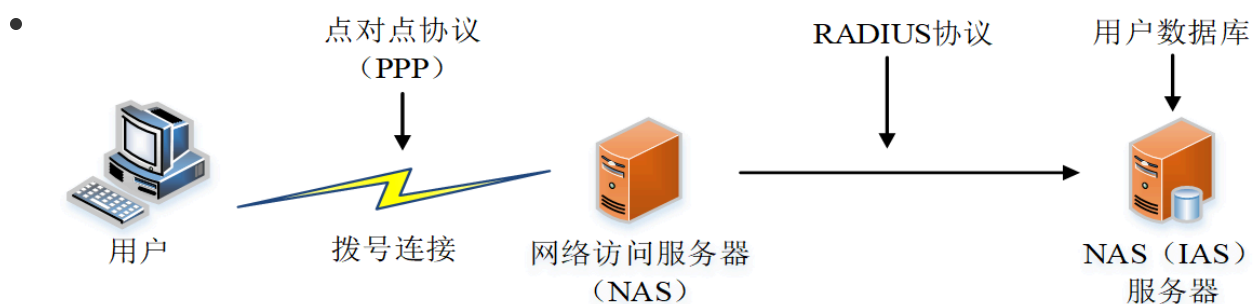 点对点协议
（PPP）
RADIUS协议
用户数据库
用户
拨号连接
网络访问服务器
（NAS）
NAS（IAS）
服务器